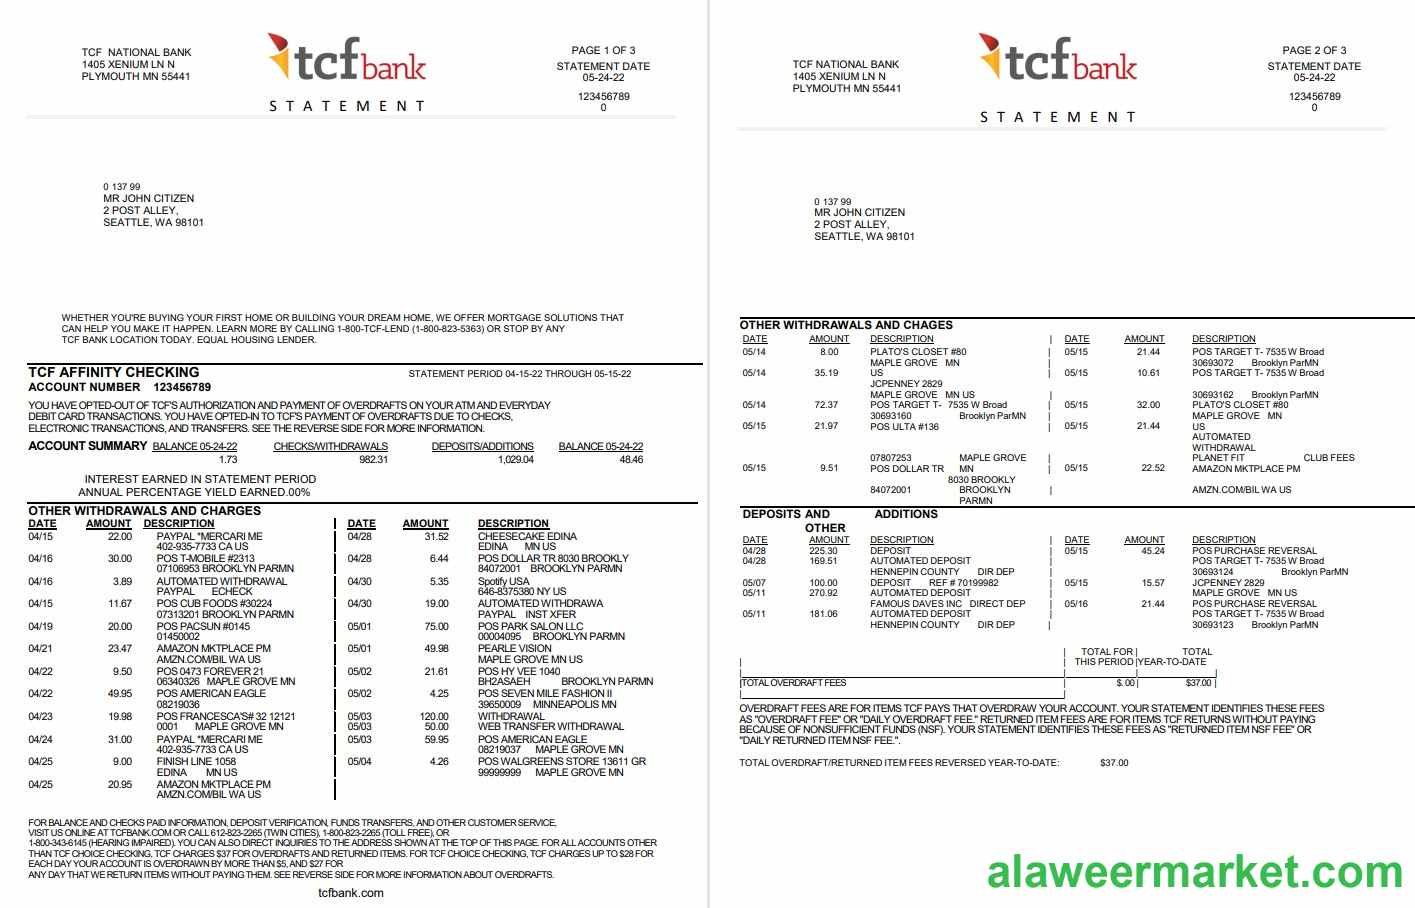 TCF NATIONAL BANK
1405 XENIUM LN N
PLYMOUTH MN 55441
tcfbank
STATEMENT
PAGE 1 OF 3
STATEMENT DATE
05-24-22
123456789
0
0 137 99
MR JOHN CITIZEN
2 POST ALLEY,
SEATTLE, WA 98101
WHETHER YOU'RE BUYING YOUR FIRST HOME OR BUILDING YOUR DREAM HOME, WE OFFER MORTGAGE SOLUTIONS THAT
CAN HELP YOU MAKE IT HAPPEN. LEARN MORE BY CALLING 1-800-TCF-LEND (1-800-823-5363) OR STOP BY ANY
TCF BANK LOCATION TODAY. EQUAL HOUSING LENDER.
TCF AFFINITY CHECKING STATEMENT PERIOD 04-15-22 THROUGH 05-15-22
ACCOUNT NUMBER 123456789
YOU HAVE OPTED-OUT OF TCF'S AUTHORIZATION AND PAYMENT OF OVERDRAFTS ON YOUR ATM AND EVERYDAY
DEBIT CARD TRANSACTIONS. YOU HAVE OPTED-IN TO TCF'S PAYMENT OF OVERDRAFTS DUE TO CHECKS,
ELECTRONIC TRANSACTIONS, AND TRANSFERS. SEE THE REVERSE SIDE FOR MORE INFORMATION.
ACCOUNT SUMMARY BALANCE 05-24-22 CHECKS/WITHDRAWALS DEPOSITS/ADDITIONS BALANCE 05-24-22
1.73 982.31 1,029.04 48.46
INTEREST EARNED IN STATEMENT PERIOD
ANNUAL PERCENTAGE YIELD EARNED.00%
OTHER WITHDRAWALS AND CHARGES
DATE AMOUNT DESCRIPTION DATE AMOUNT DESCRIPTION
04/15 22.00 PAYPAL "MERCARI ME 04/28 31.52 CHEESECAKE EDINA
402-935-7733 CA US EDINA MN US
04/16 30.00 POS T-MOBILE #2313 04/28 6.44 POS DOLLAR TR 8030 BROOKLY
07106953 BROOKLYN PARMN 84072001 BROOKLYN PARMN
04/16 3.89 AUTOMATED WITHDRAWAL 04/30 5.35 Spotify USA
PAYPAL ECHECK 646-8375380 NY US
04/15 11.67 POS CUB FOODS #30224 04/30 19.00 AUTOMATED WITHDRAWA
07313201 BROOKLYN PARMN PAYPAL INST XFER
04/19 20.00 POS PACSUN #0145 05/01 75.00 POS PARK SALON LLC
01450002 00004095 BROOKLYN PARMN
04/21 23.47 AMAZON MKTPLACE PM 05/01 49.98 PEARLE VISION
AMZN.COM/BIL WA US MAPLE GROVE MN US
04/22 9.50 POS 0473 FOREVER 21 05/02 21.61 POS HY VEE 1040
06340326 MAPLE GROVE MN BH2ASAEH BROOKLYN PARMN
04/22 49.95 POS AMERICAN EAGLE 05/02 4.25 POS SEVEN MILE FASHION II
08219036 39650009 MINNEAPOLIS MN
04/23 19.98 POS FRANCESCA'S# 32 12121 05/03 120.00 WITHDRAWAL
0001 MAPLE GROVE MN 05/03 50.00 WEB TRANSFER WITHDRAWAL
04/24 31.00 PAYPAL "MERCARI ME 05/03 59.95 POS AMERICAN EAGLE
402-935-7733 CA US 08219037 MAPLE GROVE MN
04/25 9.00 FINISH LINE 1058 05/04 4.26 POS WALGREENS STORE 13611 GR
EDINA MN US 99999999 MAPLE GROVE MN
04/25 20.95 AMAZON MKTPLACE PM
AMZN.COM/BIL WA US
FOR BALANCE AND CHECKS PAID INFORMATION, DEPOSIT VERIFICATION, FUNDS TRANSFERS, AND OTHER CUSTOMER SERVICE,
VISIT US ONLINE AT TCFBANK.COM OR CALL 612-823-2265 (TWIN CITIES), 1-800-823-2265 (TOLL FREE), OR
1-800-343-6145 (HEARING IMPAIRED). YOU CAN ALSO DIRECT INQUIRIES TO THE ADDRESS SHOWN AT THE TOP OF THIS PAGE. FOR ALL ACCOUNTS OTHER
THAN TCF CHOICE CHECKING, TCF CHARGES $37 FOR OVERDRAFTS AND RETURNED ITEMS. FOR TCF CHOICE CHECKING, TCF CHARGES UP TO $28 FOR
EACH DAY YOUR ACCOUNT IS OVERDRAWN BY MORE THAN $5, AND $27 FOR
ANY DAY THAT WE RETURN ITEMS WITHOUT PAYING THEM. SEE REVERSE SIDE FOR MORE INFORMATION ABOUT OVERDRAFTS.
tcfbank.com
TCF NATIONAL BANK
1405 XENIUM LN N
PLYMOUTH MN 55441
tcfbank
STATEMENT
PAGE 2 OF 3
STATEMENT DATE
05-24-22
123456789
0
0 137 99
MR JOHN CITIZEN
2 POST ALLEY,
SEATTLE, WA 98101
OTHER WITHDRAWALS AND CHAGES
DATE AMOUNT DESCRIPTION | DATE AMOUNT DESCRIPTION
05/14 8.00 PLATO'S CLOSET #80 | 05/15 21.44 POS TARGET T- 7535 W Broad
MAPLE GROVE MN | 30693072 Brooklyn ParMN
05/14 35.19 US | 05/15 10.61 POS TARGET T- 7535 W Broad
JCPENNEY 2829
MAPLE GROVE MN US | 30693162 Brooklyn ParMN
05/14 72.37 POS TARGET T- 7535 W Broad 05/15 32.00 PLATO'S CLOSET #80
30693160 Brooklyn ParMN | MAPLE GROVE MN
05/15 21.97 POS ULTA #136 05/15 21.44 US
AUTOMATED
WITHDRAWAL
07807253 MAPLE GROVE | PLANET FIT CLUB FEES
05/15 9.51 POS DOLLAR TR MN | 05/15 22.52 AMAZON MKTPLACE PM
8030 BROOKLY
84072001 BROOKLYN | AMZN.COM/BIL WA US
PARMN
DEPOSITS AND ADDITIONS
OTHER
DATE AMOUNT DESCRIPTION | DATE AMOUNT DESCRIPTION
04/28 225.30 DEPOSIT | 05/15 45.24 POS PURCHASE REVERSAL
04/28 169.51 AUTOMATED DEPOSIT | POS TARGET T- 7535 W Broad
HENNEPIN COUNTY DIR DEP | 30693124 Brooklyn ParMN
05/07 100.00 DEPOSIT REF # 70199982 | 05/15 15.57 JCPENNEY 2829
05/11 270.92 AUTOMATED DEPOSIT | MAPLE GROVE MN US
FAMOUS DAVES INC DIRECT DEP | 05/16 21.44 POS PURCHASE REVERSAL
05/11 181.06 AUTOMATED DEPOSIT POS TARGET T- 7535 W Broad
HENNEPIN COUNTY DIR DEP | 30693123 Brooklyn ParMN
| TOTAL FOR | TOTAL
| | THIS PERIOD |YEAR-TO-DATE
|TOTAL OVERDRAFT FEES | $.00 | $37.00 |
OVERDRAFT FEES ARE FOR ITEMS TCF PAYS THAT OVERDRAW YOUR ACCOUNT. YOUR STATEMENT IDENTIFIES THESE FEES
AS "OVERDRAFT FEE" OR "DAILY OVERDRAFT FEE." RETURNED ITEM FEES ARE FOR ITEMS TCF RETURNS WITHOUT PAYING
BECAUSE OF NONSUFFICIENT FUNDS (NSF). YOUR STATEMENT IDENTIFIES THESE FEES AS "RETURNED ITEM NSF FEE" OR
"DAILY RETURNED ITEM NSF FEE.".
TOTAL OVERDRAFT/RETURNED ITEM FEES REVERSED YEAR-TO-DATE: $37.00
alaweermarket.com